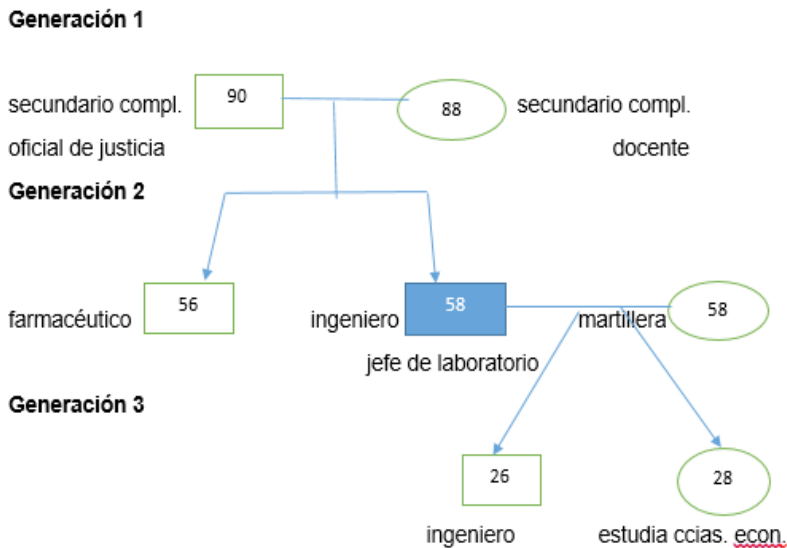 Generación 1
secundario compl. 90 88 secundario compl.
oficial de justicia docente
Generación 2
farmacéutico 56 ingeniero 58 martillera 58
jefe de laboratorio
Generación 3
26 28
ingeniero estudia ccias. econ.